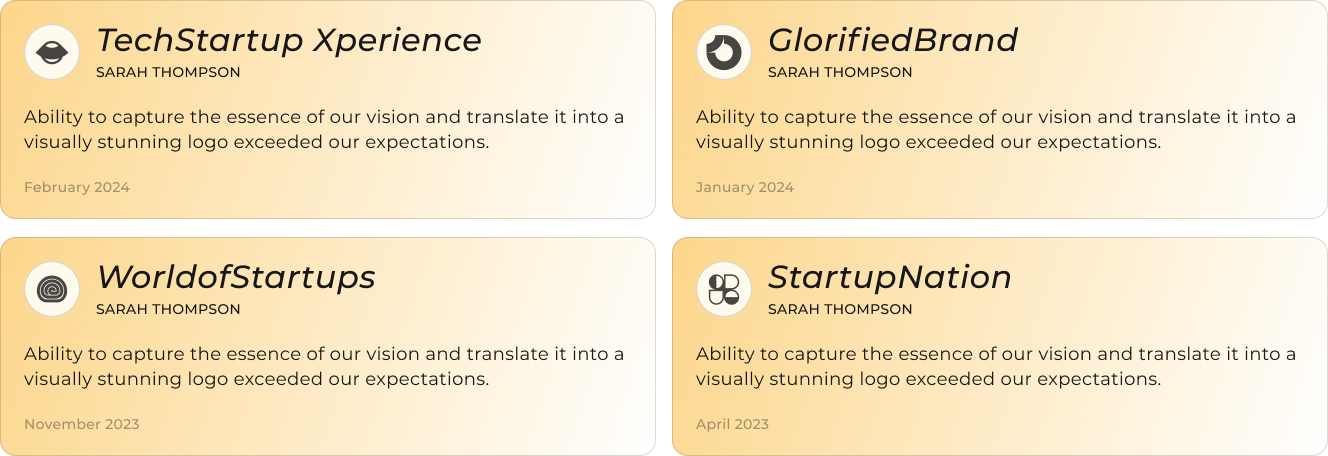 TechStartup Xperience
SARAH THOMPSON
Ability to capture the essence of our vision and translate it into a
visually stunning logo exceeded our expectations.
February 2024
GlorifiedBrand
SARAH THOMPSON
Ability to capture the essence of our vision and translate it into a
visually stunning logo exceeded our expectations.
January 2024
WorldofStartups
SARAH THOMPSON
Ability to capture the essence of our vision and translate it into a
visually stunning logo exceeded our expectations.
November 2023
StartupNation
SARAH THOMPSON
Ability to capture the essence of our vision and translate it into a
visually stunning logo exceeded our expectations.
April 2023